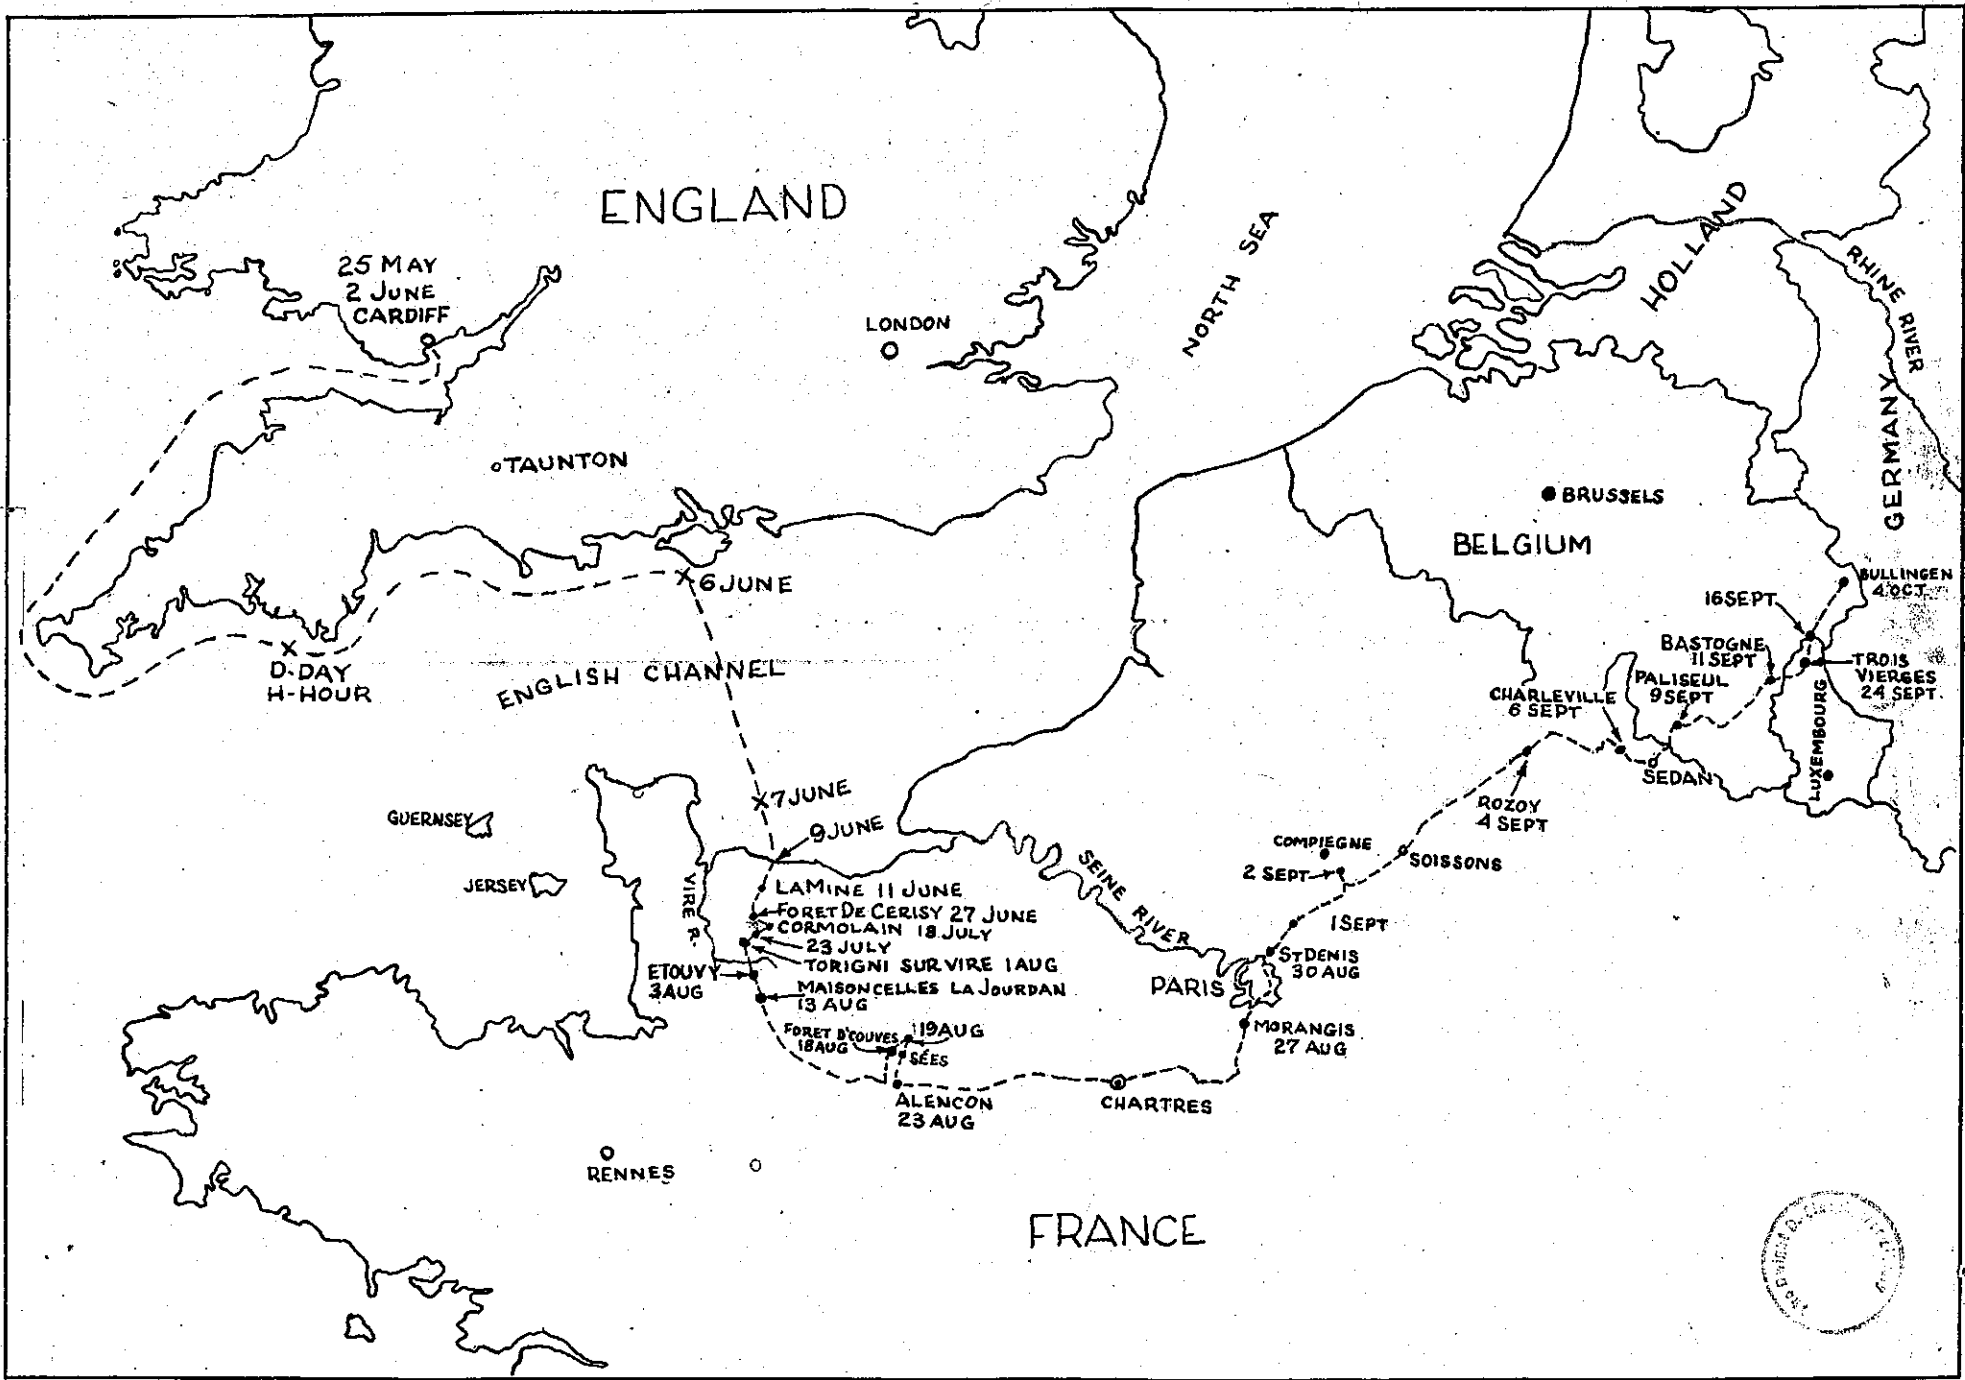 ENGLAND
25 MAY
2 JUNE
CARDIFF
LONDON
NORTH SEA
HOLLAND
RHINE RIVER
GERMANY
TAUNTON
BRUSSELS
BELGIUM
6 JUNE
D-DAY
H-HOUR
ENGLISH CHANNEL
BULLINGEN
4 OCT.
16 SEPT
BASTOGNE
11 SEPT
TROIS
VIERGES
24 SEPT.
PALISEUL
9 SEPT
CHARLEVILLE
6 SEPT
LUXEMBOURG
SEDAN
ROZOY
4 SEPT
7 JUNE
9 JUNE
GUERNSEY
JERSEY
VIRE R.
SEINE RIVER
COMPIEGNE
2 SEPT
SOISSONS
1 SEPT
LAMINE 11 JUNE
FORET DE CERISY 27 JUNE
CORMOLAIN 18 JULY
23 JULY
TORIGNI SUR VIRE 1 AUG
ETOUVY
3 AUG
MAISONCELLES LA JOURDAN
13 AUG
ST DENIS
30 AUG
PARIS
MORANGIS
27 AUG
FORET D'ECOUVES
18 AUG
19 AUG
SÉES
ALENCON
23 AUG
CHARTRES
RENNES
FRANCE